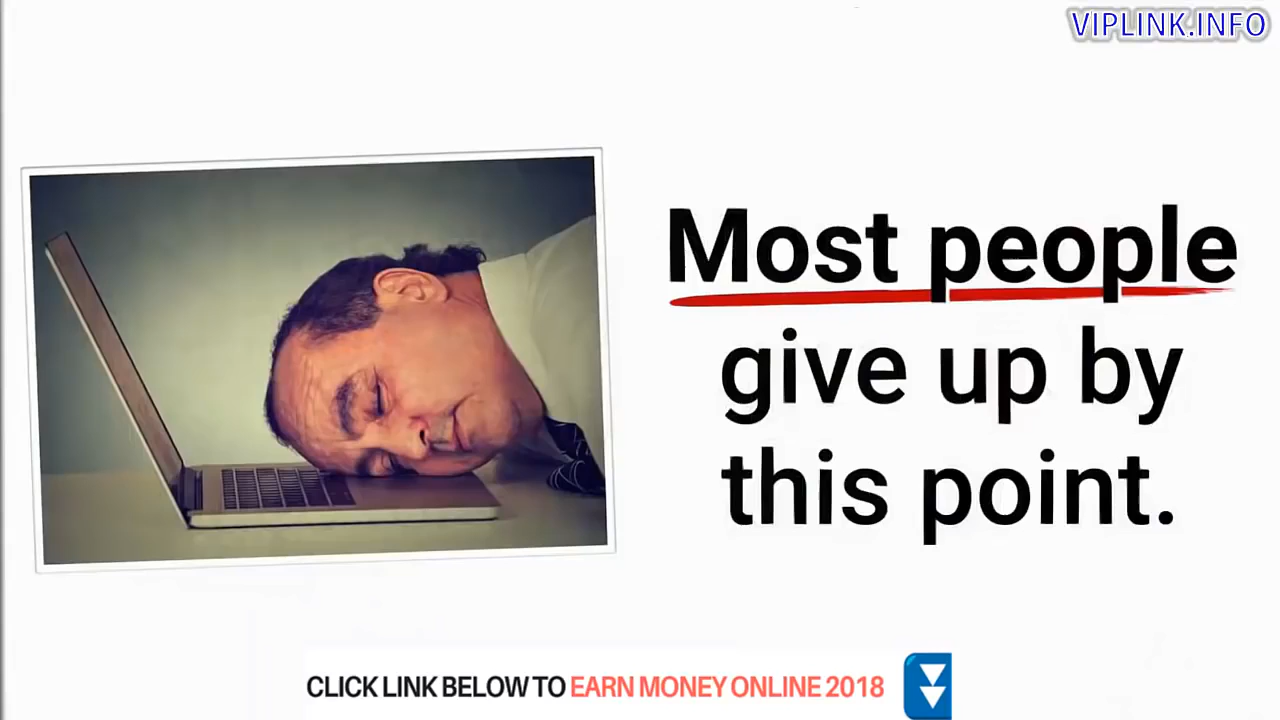 VIPLINK.INFO
Most people
give up by
this point.
CLICK LINK BELOW TO EARN MONEY ONLINE 2018